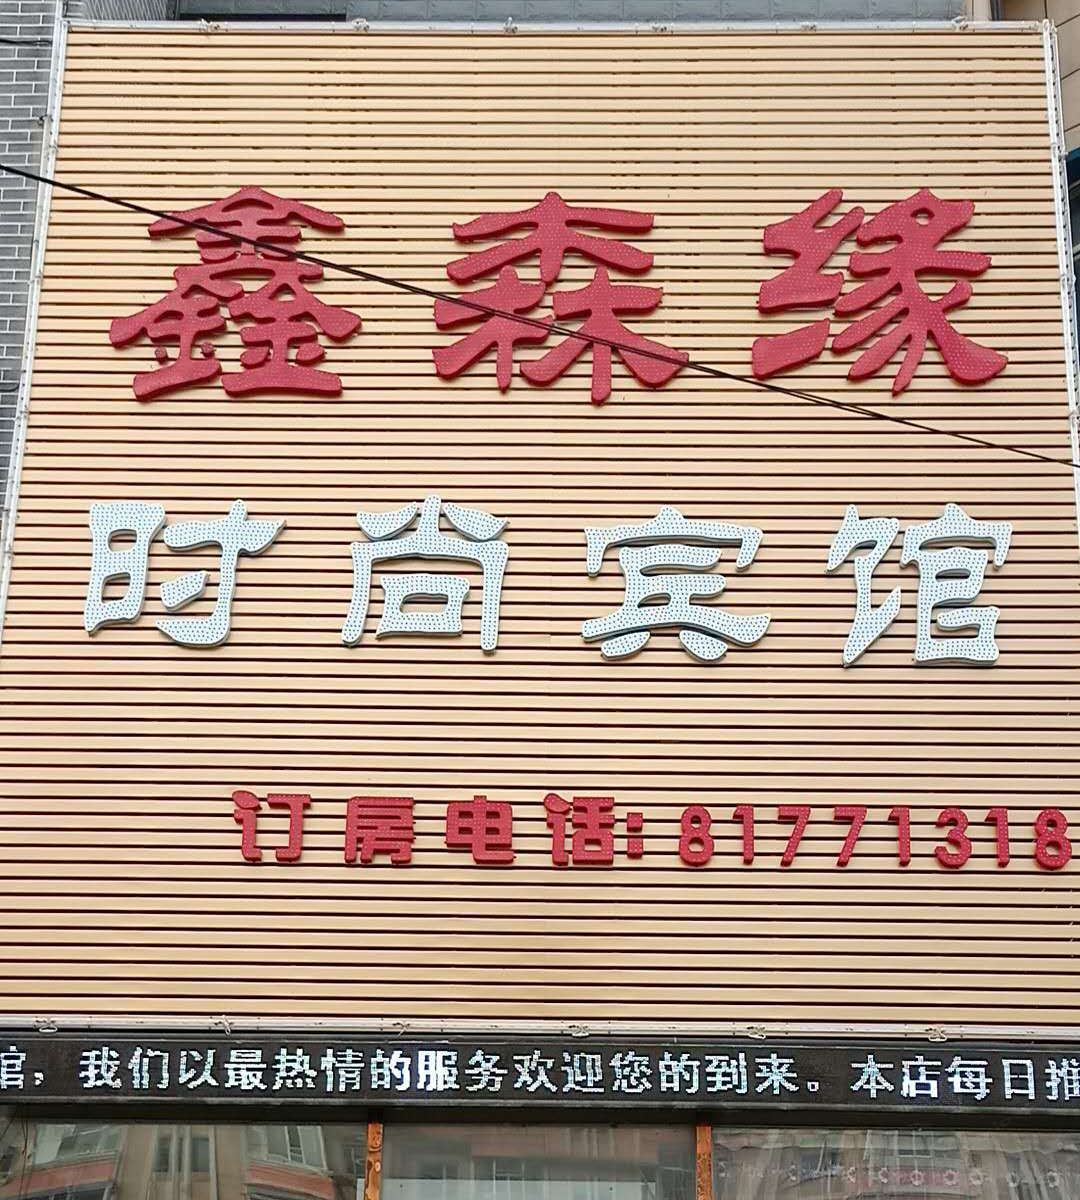 鑫森缘
时尚宾馆
订房电话:81771318
馆，我们以最热情的服务欢迎您的到来。本店每日推